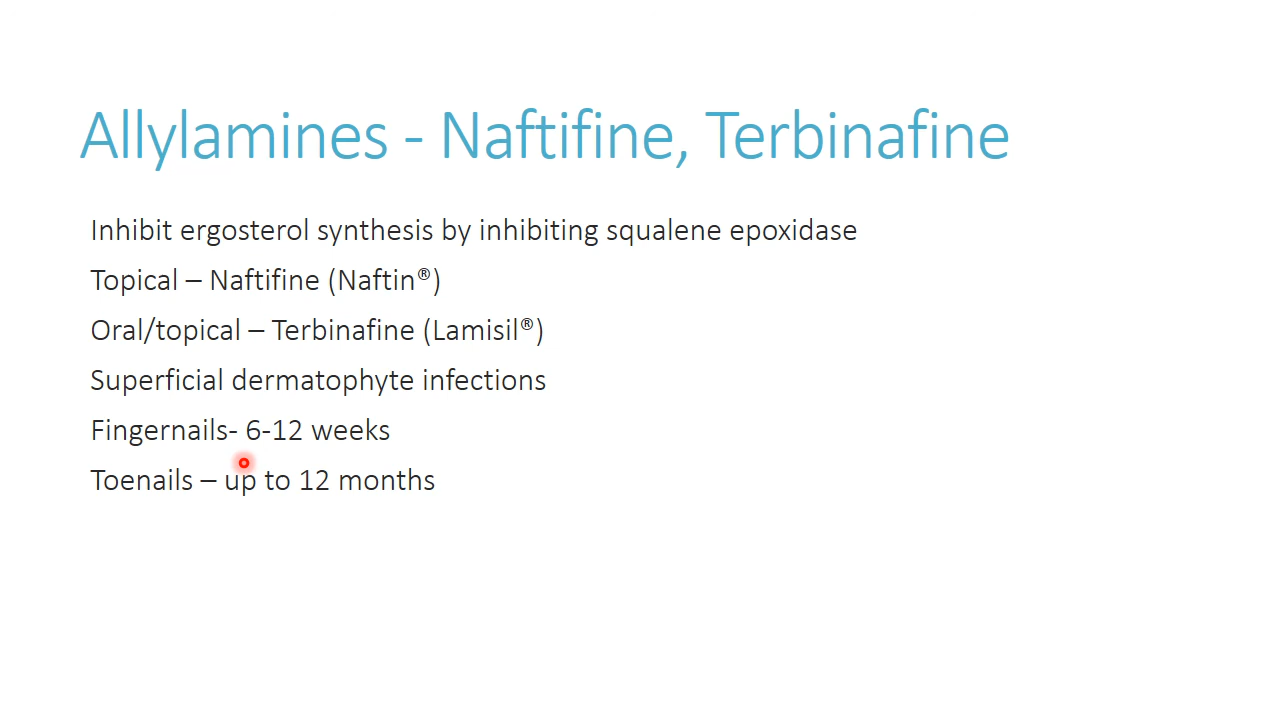 Allylamines - Naftifine, Terbinafine
Inhibit ergosterol synthesis by inhibiting squalene epoxidase
Topical – Naftifine (Naftin®)
Oral/topical – Terbinafine (Lamisil®)
Superficial dermatophyte infections
Fingernails- 6-12 weeks
Toenails – up to 12 months